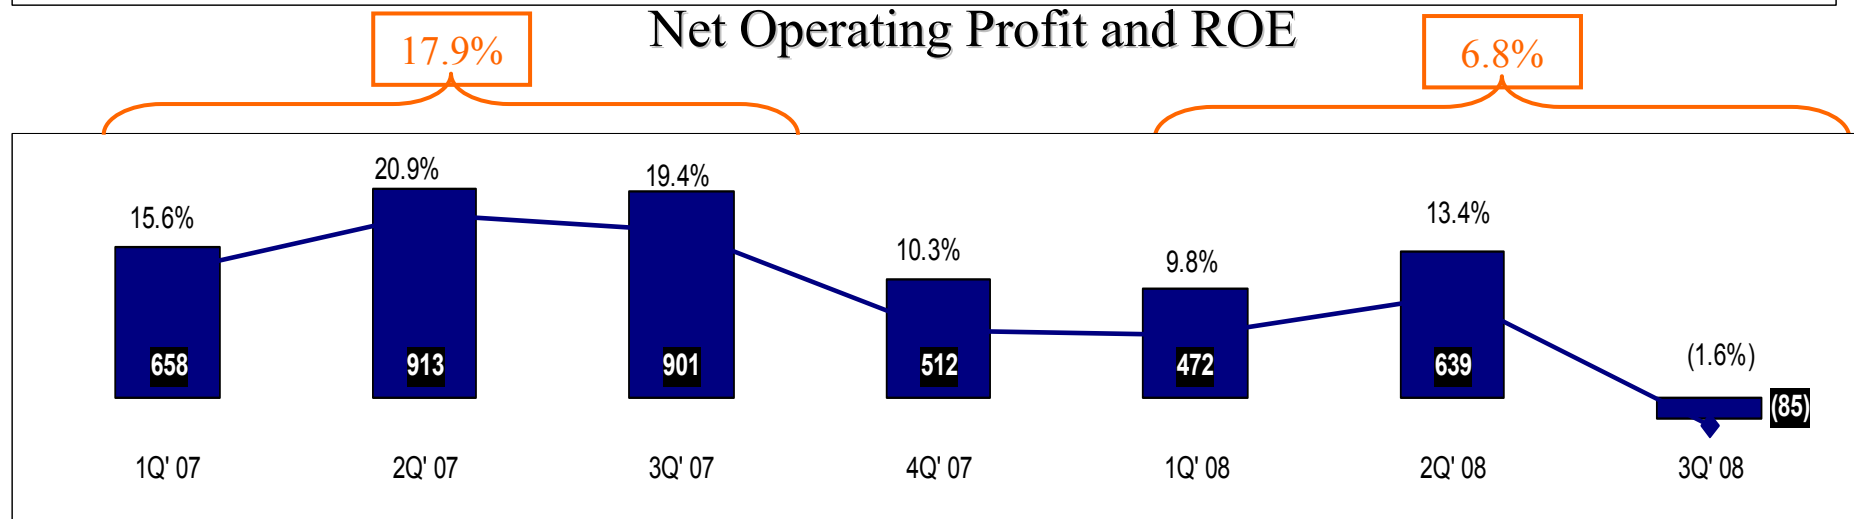 Net Operating Profit and ROE
17.9%
6.8%
15.6%
20.9%
19.4%
10.3%
9.8%
13.4%
(1.6%)
658
913
901
512
472
639
(85)
1Q' 07
2Q' 07
3Q' 07
4Q' 07
1Q' 08
2Q' 08
3Q' 08